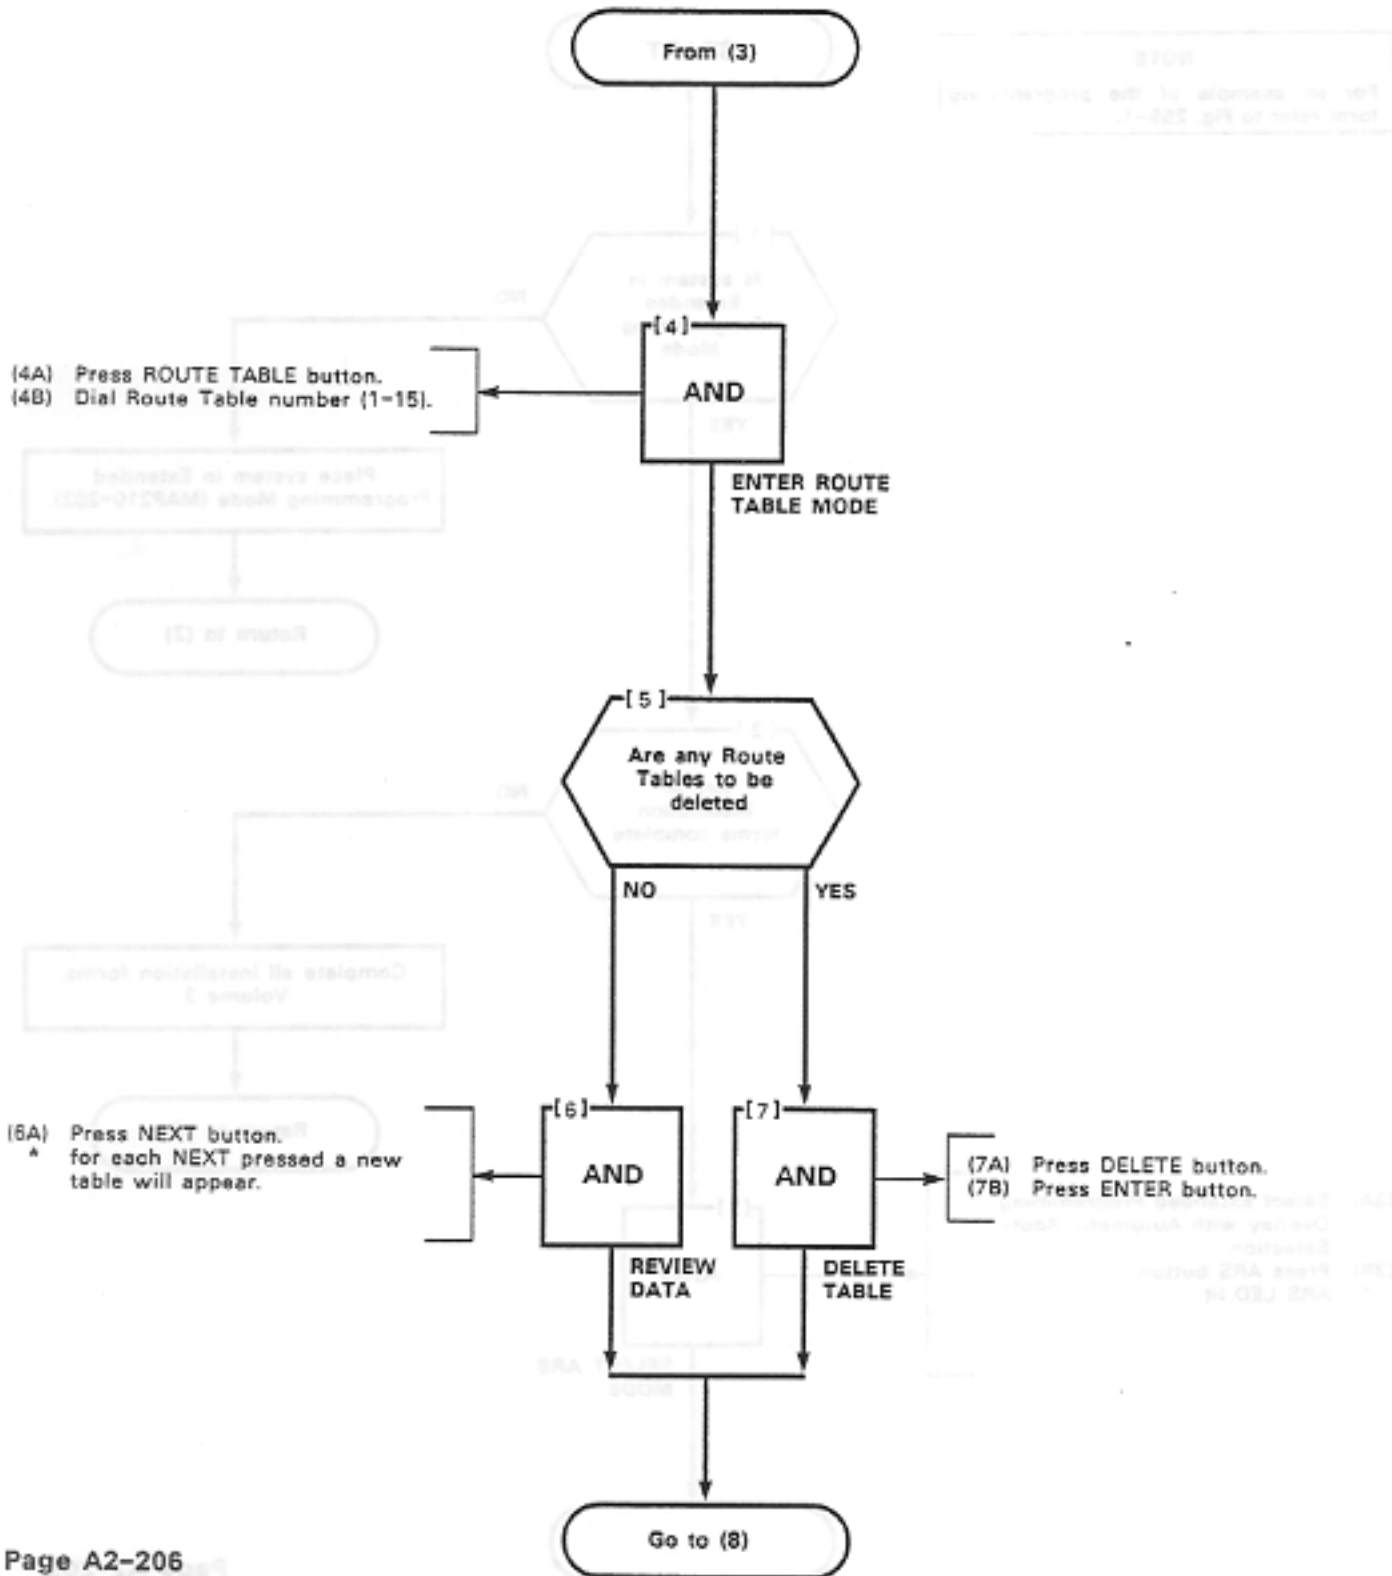 From (3)
[4]
(4A) Press ROUTE TABLE button.
(4B) Dial Route Table number (1-15).
AND
ENTER ROUTE
TABLE MODE
[5]
Are any Route
Tables to be
deleted
NO
YES
[6]
(6A) Press NEXT button.
* for each NEXT pressed a new
table will appear.
AND
REVIEW
DATA
[7]
AND
(7A) Press DELETE button.
(7B) Press ENTER button.
DELETE
TABLE
Go to (8)
Page A2-206